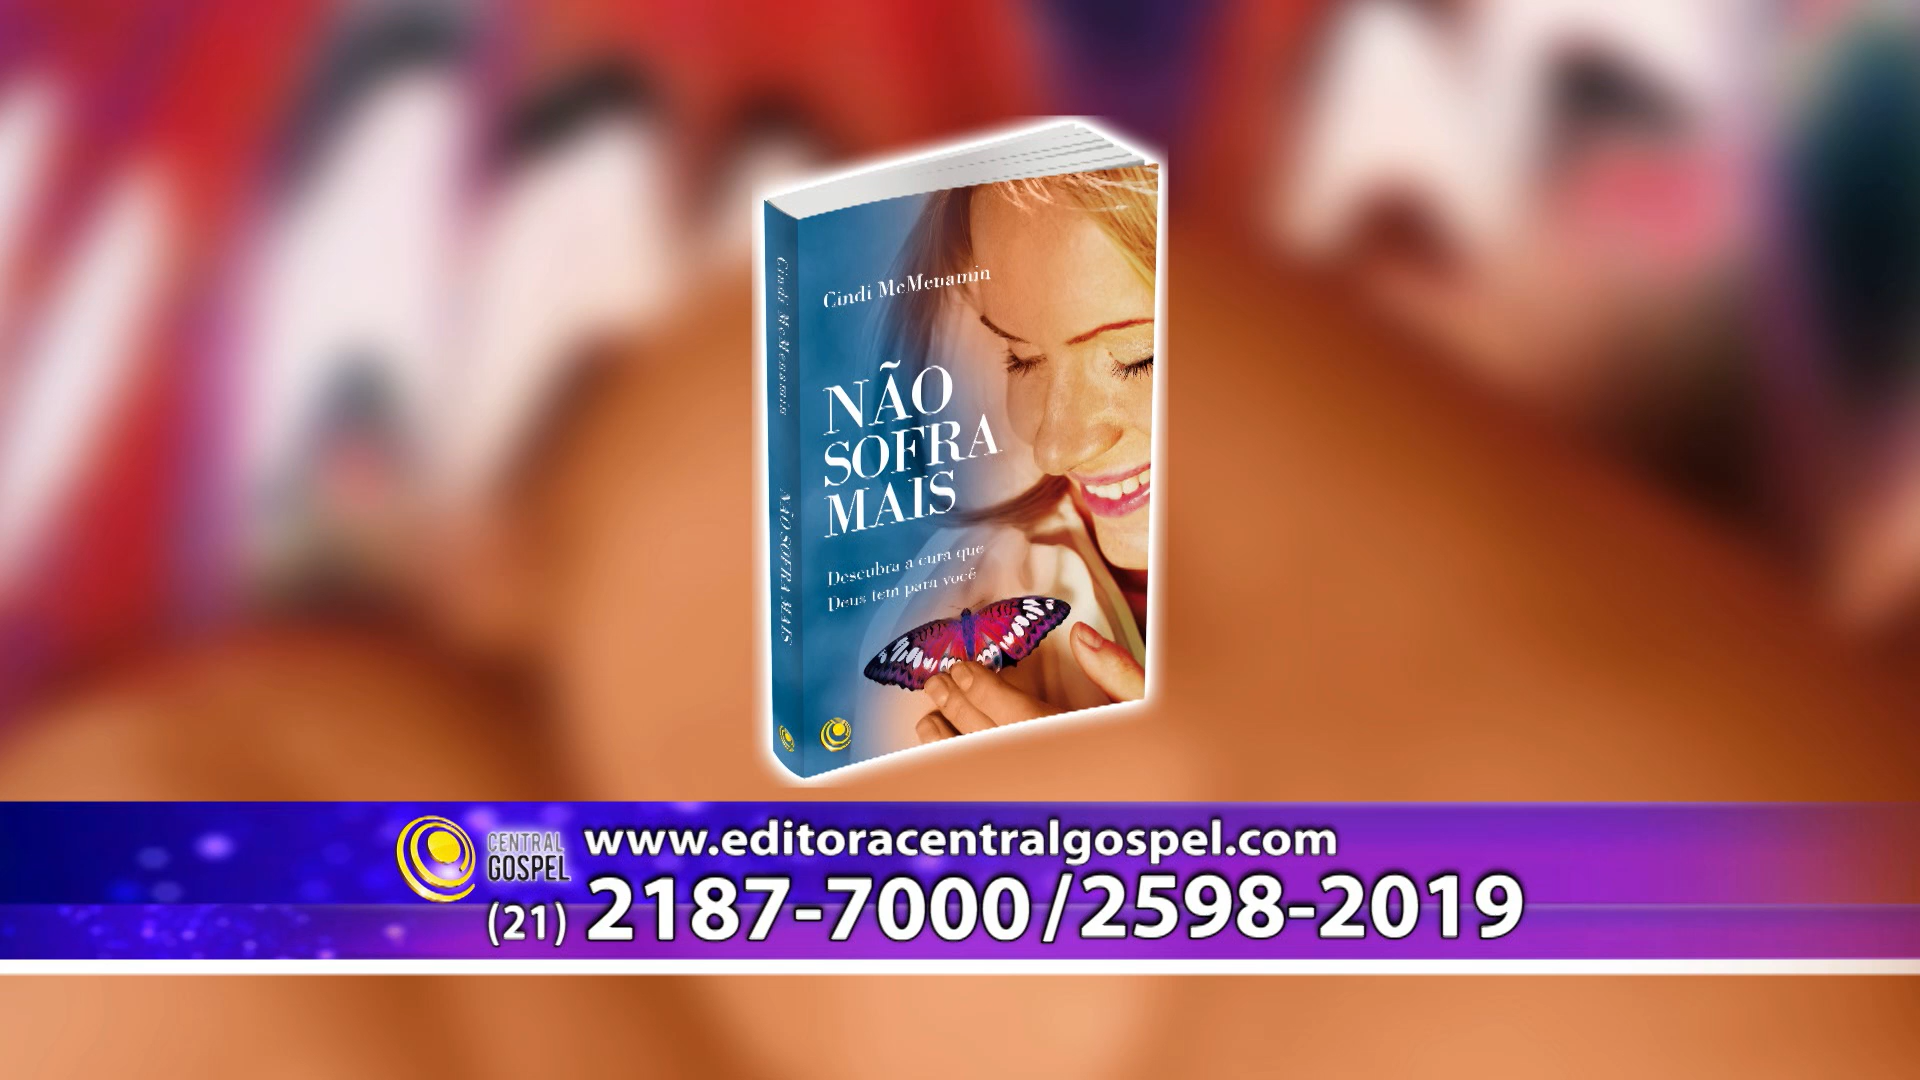 Cindi McMenamin
NÃO SOFRA MAIS
Cindi McMenamin
NÃO
SOFRA
MAIS
Descubra a cura que
Deus tem para você
CENTRAL
GOSPEL
www.editoracentralgospel.com
(21) 2187-7000/2598-2019